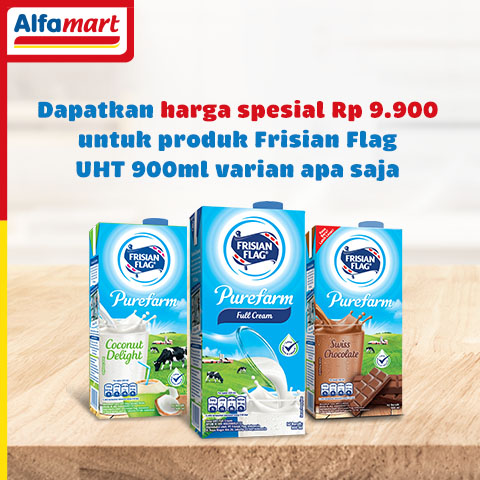 Alfamart
Dapatkan harga spesial Rp 9.900
untuk produk Frisian Flag
UHT 900ml varian apa saja
FRISIAN FLAG
Purefarm
Coconut Delight
FRISIAN FLAG
Purefarm
Full Cream
FRISIAN FLAG
Purefarm
Swiss Chocolate